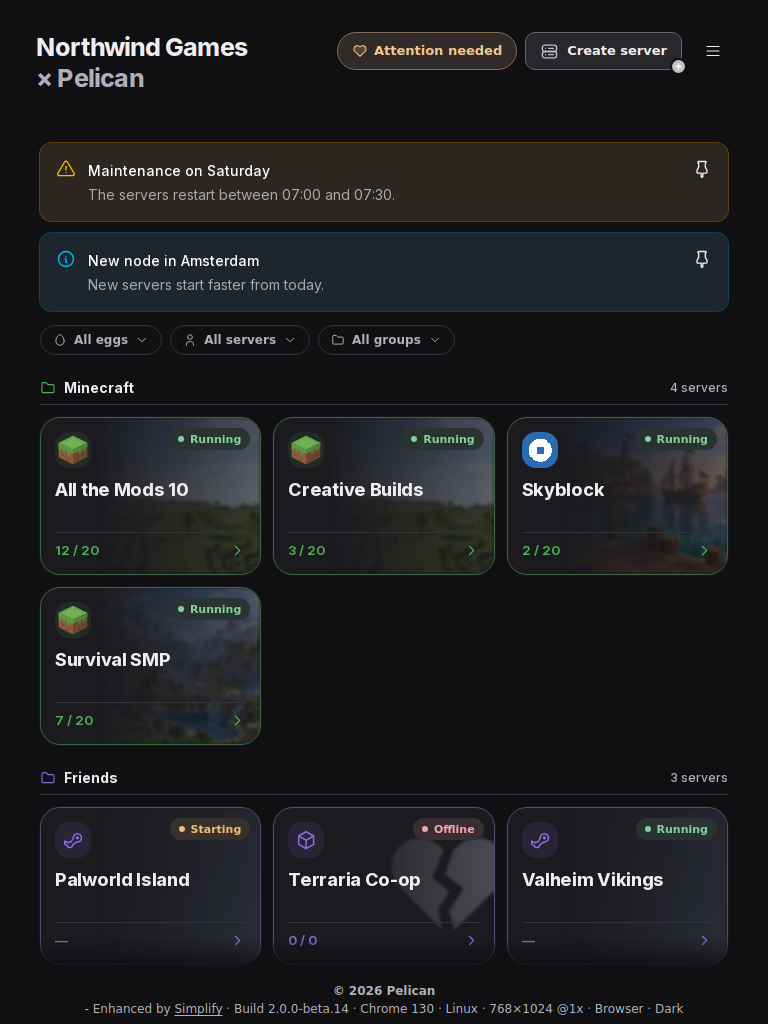 Northwind Games
× Pelican
Attention needed
Create server
Maintenance on Saturday
The servers restart between 07:00 and 07:30.
New node in Amsterdam
New servers start faster from today.
All eggs
All servers
All groups
Minecraft
4 servers
Running
All the Mods 10
12 / 20
Running
Creative Builds
3 / 20
Running
Skyblock
2 / 20
Running
Survival SMP
7 / 20
Friends
3 servers
Starting
Palworld Island
—
Offline
Terraria Co-op
0 / 0
Running
Valheim Vikings
—
© 2026 Pelican
- Enhanced by Simplify · Build 2.0.0-beta.14 · Chrome 130 · Linux · 768×1024 @1x · Browser · Dark